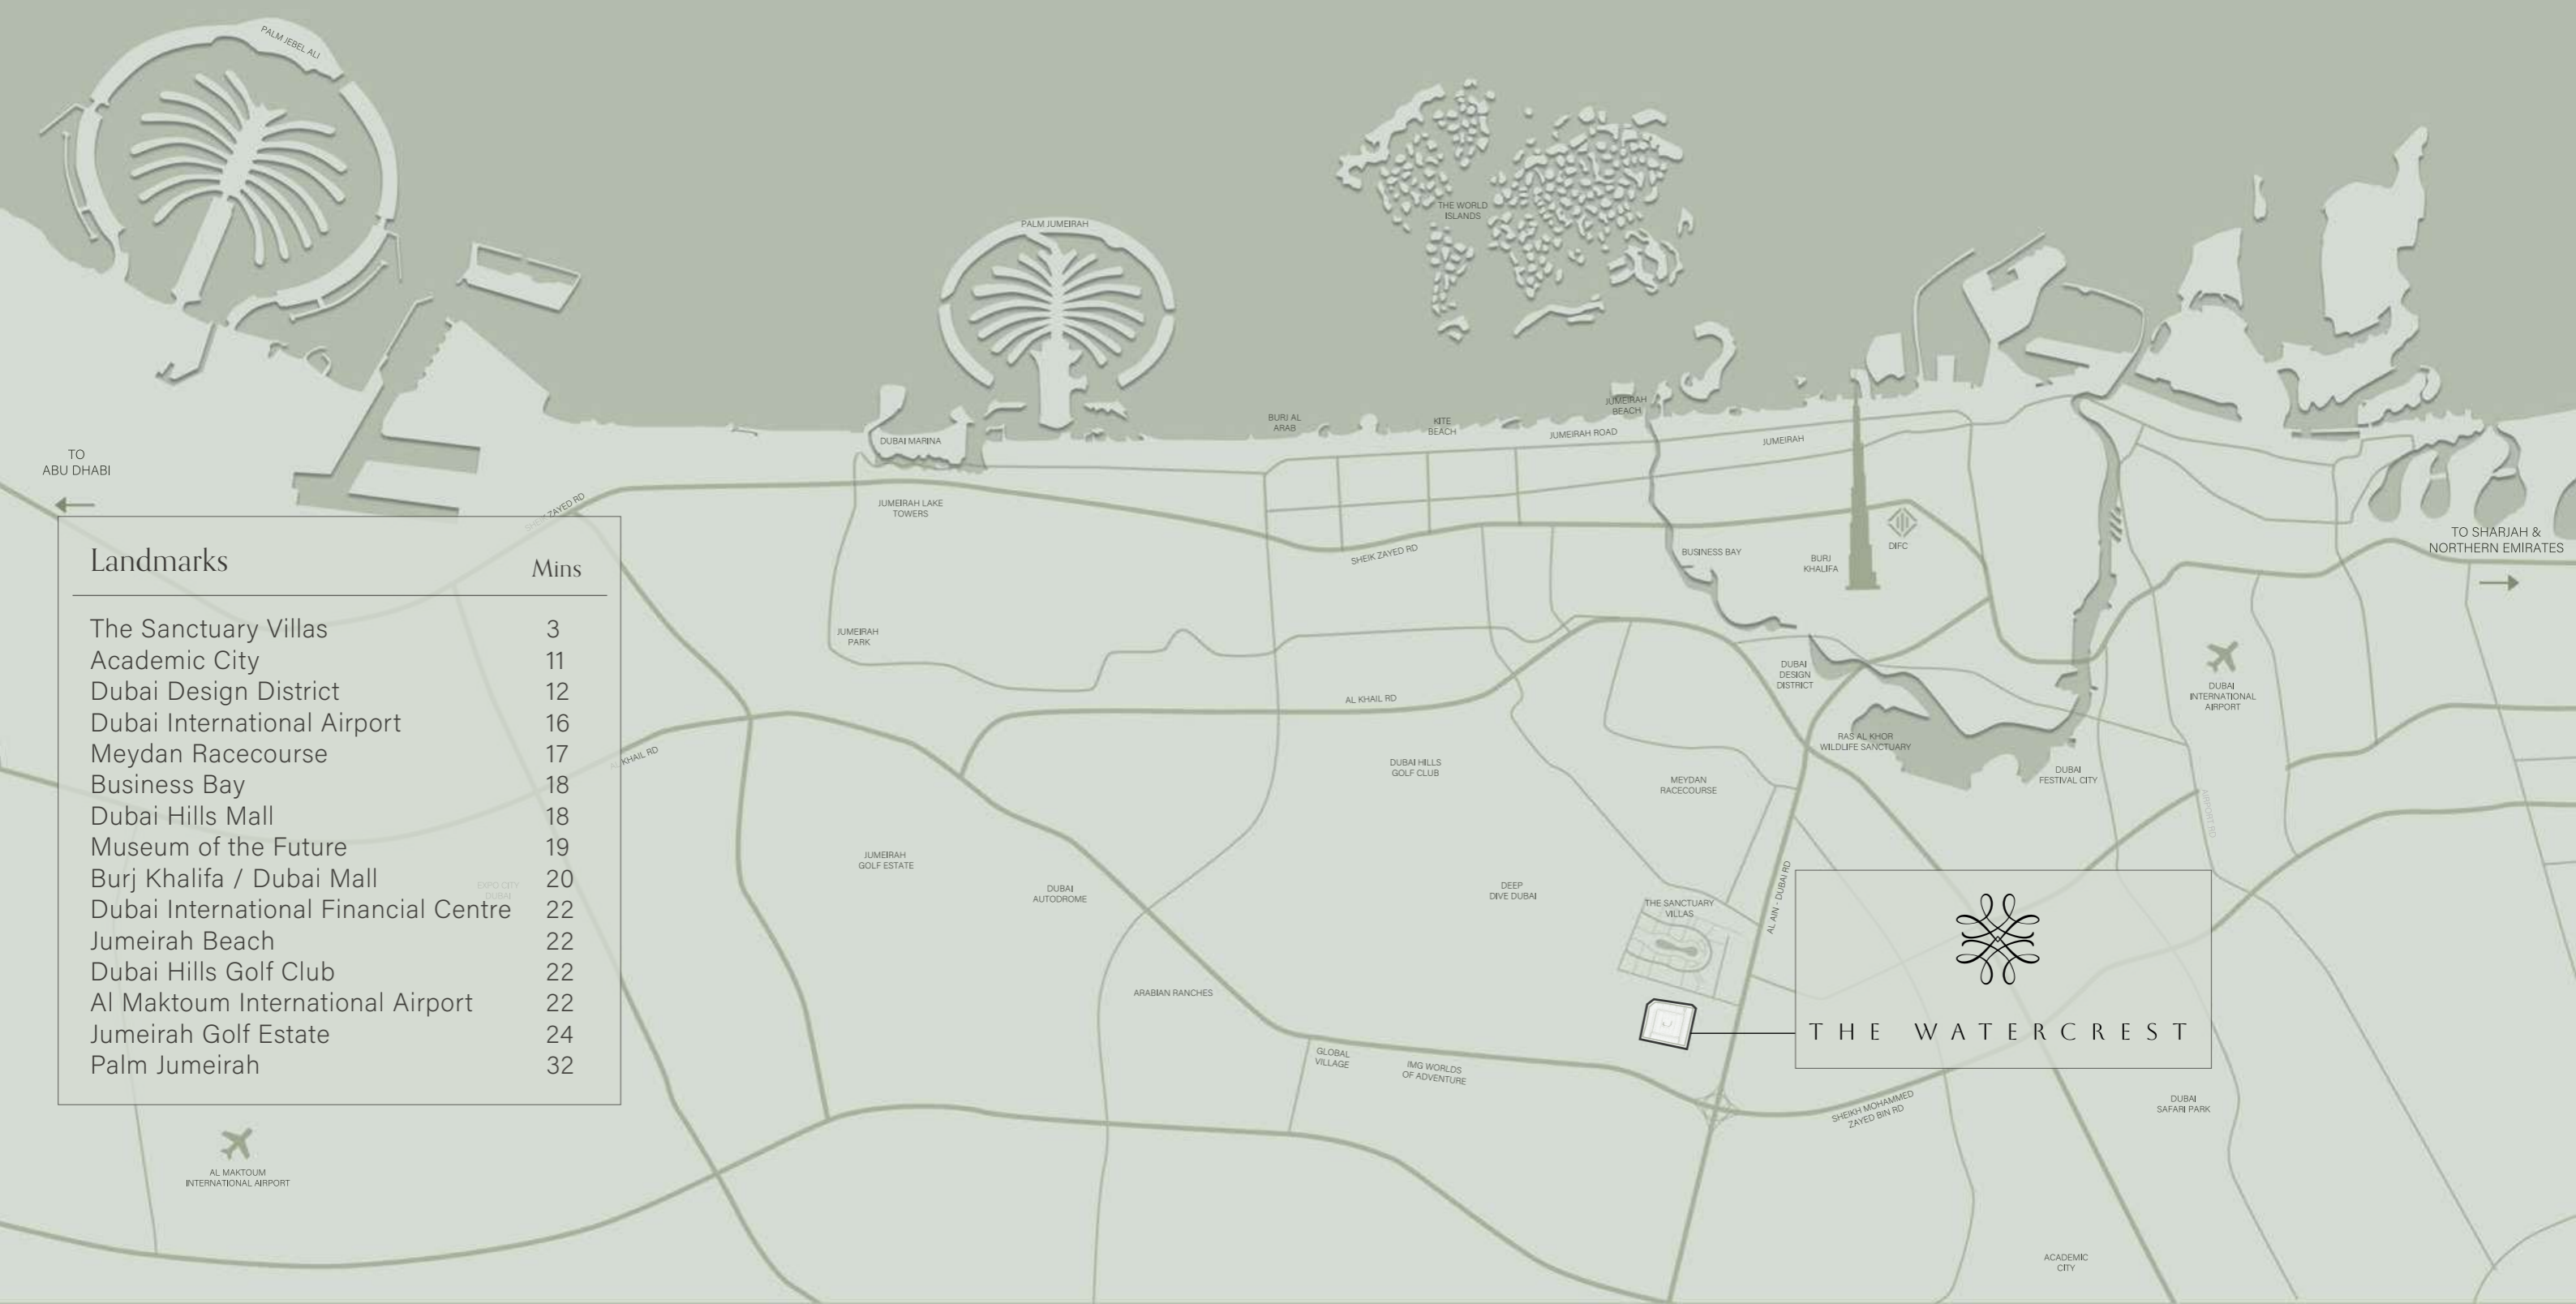 PALM JEBEL ALI
PALM JUMEIRAH
THE WORLD
ISLANDS
TO
ABU DHABI
DUBAI MARINA
BURJ AL
ARAB
KITE
BEACH
JUMEIRAH
BEACH
JUMEIRAH ROAD
JUMEIRAH
SHEIK ZAYED RD
JUMEIRAH LAKE
TOWERS
SHEIK ZAYED RD
BUSINESS BAY
BURJ
KHALIFA
DIFC
TO SHARJAH &
NORTHERN EMIRATES
Landmarks Mins
The Sanctuary Villas 3
Academic City 11
Dubai Design District 12
Dubai International Airport 16
Meydan Racecourse 17
Business Bay 18
Dubai Hills Mall 18
Museum of the Future 19
Burj Khalifa / Dubai Mall 20
Dubai International Financial Centre 22
Jumeirah Beach 22
Dubai Hills Golf Club 22
Al Maktoum International Airport 22
Jumeirah Golf Estate 24
Palm Jumeirah 32
EXPO CITY
DUBAI
JUMEIRAH
PARK
AL KHAIL RD
AL KHAIL RD
DUBAI
DESIGN
DISTRICT
DUBAI
INTERNATIONAL
AIRPORT
RAS AL KHOR
WILDLIFE SANCTUARY
DUBAI HILLS
GOLF CLUB
MEYDAN
RACECOURSE
DUBAI
FESTIVAL CITY
AIRPORT RD
JUMEIRAH
GOLF ESTATE
DUBAI
AUTODROME
DEEP
DIVE DUBAI
THE SANCTUARY
VILLAS
AL AIN - DUBAI RD
ARABIAN RANCHES
THE WATERCREST
GLOBAL
VILLAGE
IMG WORLDS
OF ADVENTURE
SHEIKH MOHAMMED
ZAYED BIN RD
DUBAI
SAFARI PARK
AL MAKTOUM
INTERNATIONAL AIRPORT
ACADEMIC
CITY